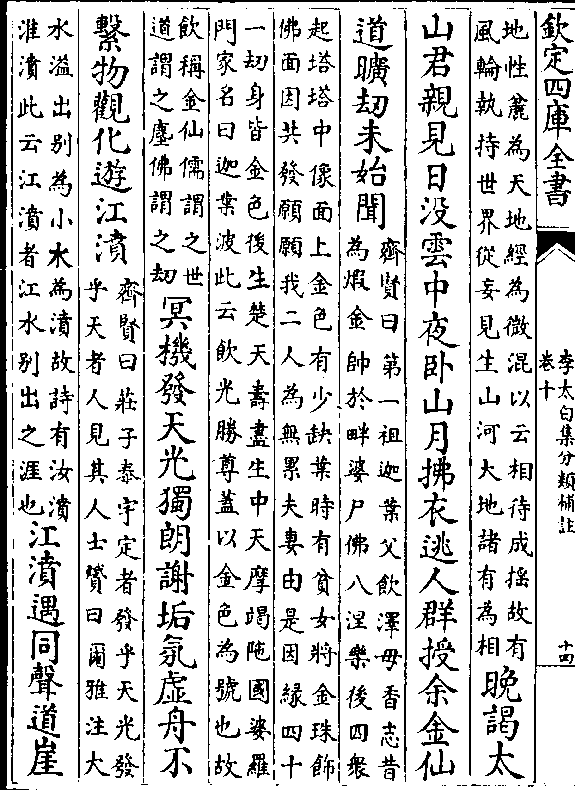 欽定四庫全書
李太白集分類補註
卷十
十四
地性麄為天地經為微混以云相待成揺故有
風輪執持世界從妄見生山河大地諸有為相
晚謁太
山君親見日没雲中夜卧山月拂衣逃人群授余金仙
道曠刼未始聞
齊賢曰第一祖迦葉父飲澤毋香志昔
為煅金帥於畔婆尸佛八涅槃後四衆
起塔塔中像面上金色有少缺葉時有貧女將金珠飾
佛面因共發願願我二人為無累夫妻由是因緣四十
一刼身皆金色後生楚天壽盡生中天摩竭陁國婆羅
門家名曰迦葉波此云飲光勝尊盖以金色為號也故
飲稱金仙儒謂之世
道謂之塵佛謂之刼
冥機發天光獨朗謝垢氛虛舟不
繫物觀化遊江濆
齊賢曰莊子泰宇定者發乎天光發
乎天者人見其人士贇曰爾雅注大
水溢出别為小水為濆故詩有汝濆
淮濆此云江濆者江水别出之涯也
江濆遇同聲道崖